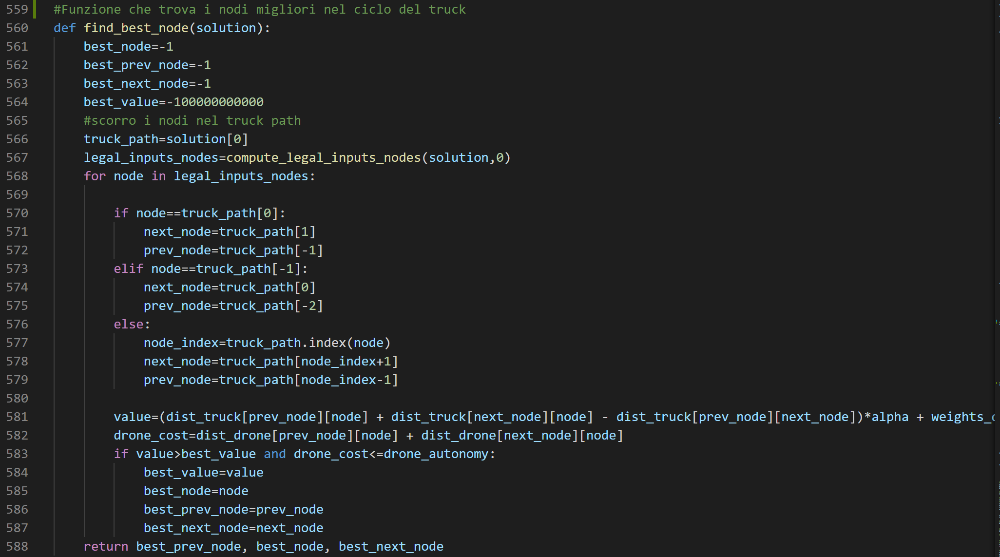 559 #Funzione che trova i nodi migliori nel ciclo del truck
560 def find_best_node(solution):
561     best_node=-1
562     best_prev_node=-1
563     best_next_node=-1
564     best_value=-100000000000
565     #scorro i nodi nel truck path
566     truck_path=solution[0]
567     legal_inputs_nodes=compute_legal_inputs_nodes(solution,0)
568     for node in legal_inputs_nodes:
569
570         if node==truck_path[0]:
571             next_node=truck_path[1]
572             prev_node=truck_path[-1]
573         elif node==truck_path[-1]:
574             next_node=truck_path[0]
575             prev_node=truck_path[-2]
576         else:
577             node_index=truck_path.index(node)
578             next_node=truck_path[node_index+1]
579             prev_node=truck_path[node_index-1]
580
581         value=(dist_truck[prev_node][node] + dist_truck[next_node][node] - dist_truck[prev_node][next_node])*alpha +
582         drone_cost=dist_drone[prev_node][node] + dist_drone[next_node][node]
583         if value>best_value and drone_cost<=drone_autonomy:
584             best_value=value
585             best_node=node
586             best_prev_node=prev_node
587             best_next_node=next_node
588     return best_prev_node, best_node, best_next_node